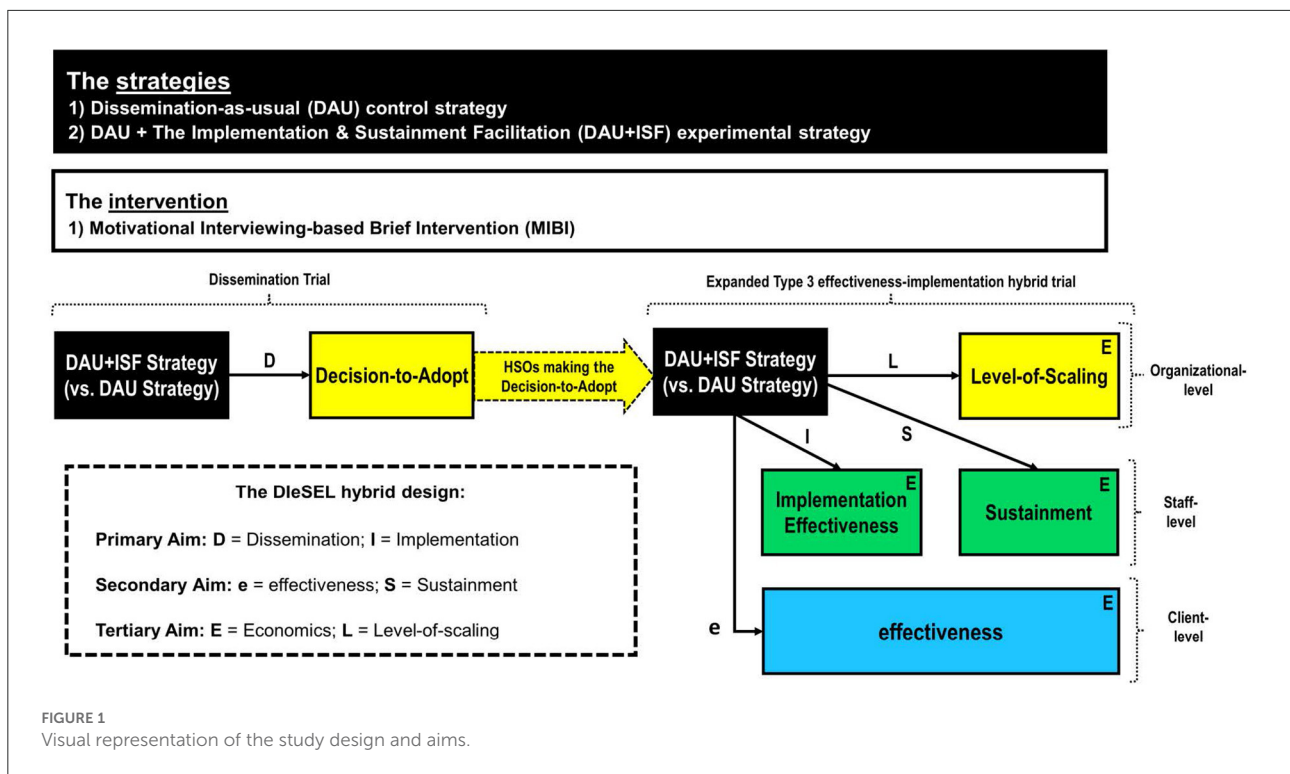 The strategies
1) Dissemination-as-usual (DAU) control strategy
2) DAU + The Implementation & Sustainment Facilitation (DAU+ISF) experimental strategy
The intervention
1) Motivational Interviewing-based Brief Intervention (MIBI)
Dissemination Trial
Expanded Type 3 effectiveness-implementation hybrid trial
DAU+ISF Strategy
(vs. DAU Strategy)
D
Decision-to-Adopt
HSOs making the
Decision-to-Adopt
DAU+ISF Strategy
(vs. DAU Strategy)
L
E
Level-of-Scaling
Organizational-
level
I
S
E
Implementation
Effectiveness
E
Sustainment
Staff-
level
e
E
effectiveness
Client-
level
The DIeSEL hybrid design:
Primary Aim: D = Dissemination; I = Implementation
Secondary Aim: e = effectiveness; S = Sustainment
Tertiary Aim: E = Economics; L = Level-of-scaling
FIGURE 1
Visual representation of the study design and aims.